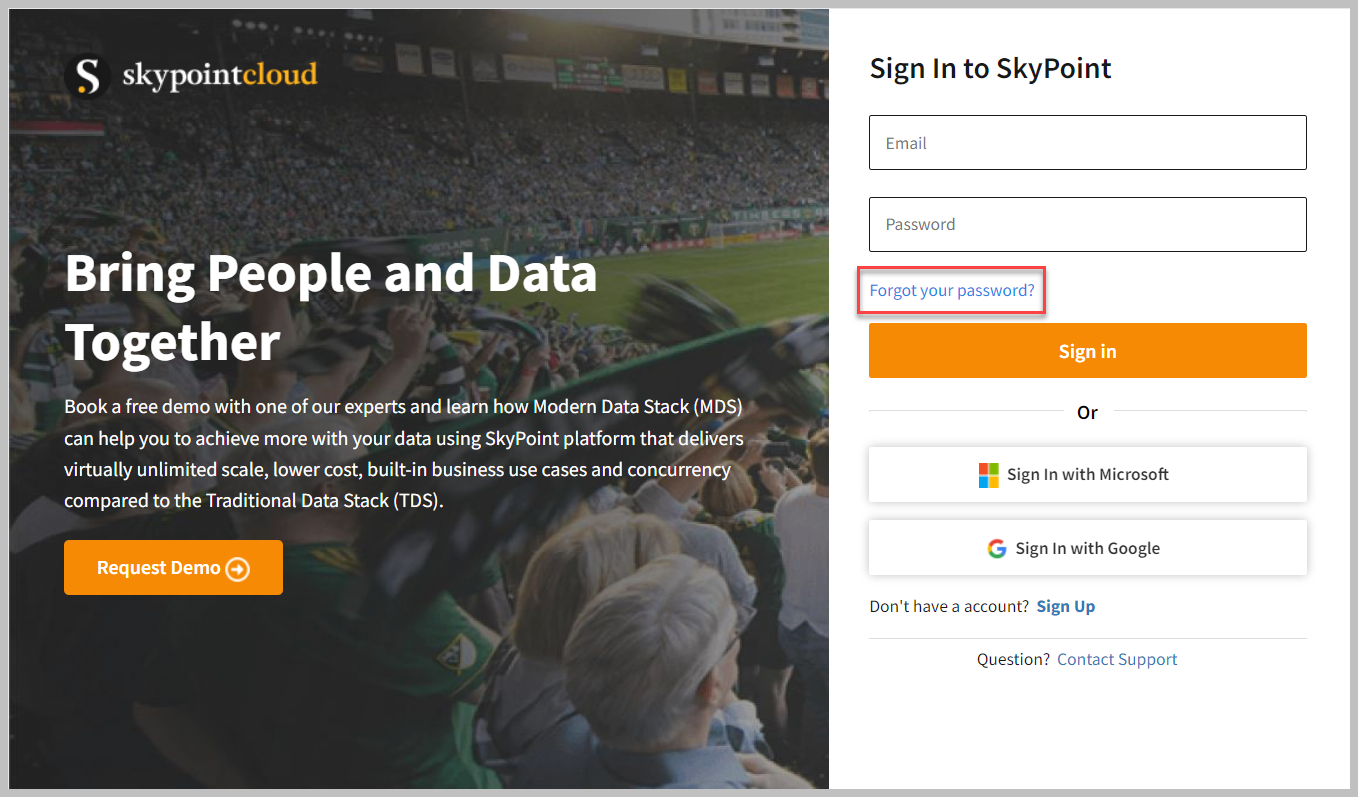 skypointcloud
Bring People and Data
Together
Book a free demo with one of our experts and learn how Modern Data Stack (MDS)
can help you to achieve more with your data using SkyPoint platform that delivers
virtually unlimited scale, lower cost, built-in business use cases and concurrency
compared to the Traditional Data Stack (TDS).
Request Demo
Sign In to SkyPoint
Email
Password
Forgot your password?
Sign in
Or
Sign In with Microsoft
Sign In with Google
Don't have a account? Sign Up
Question? Contact Support